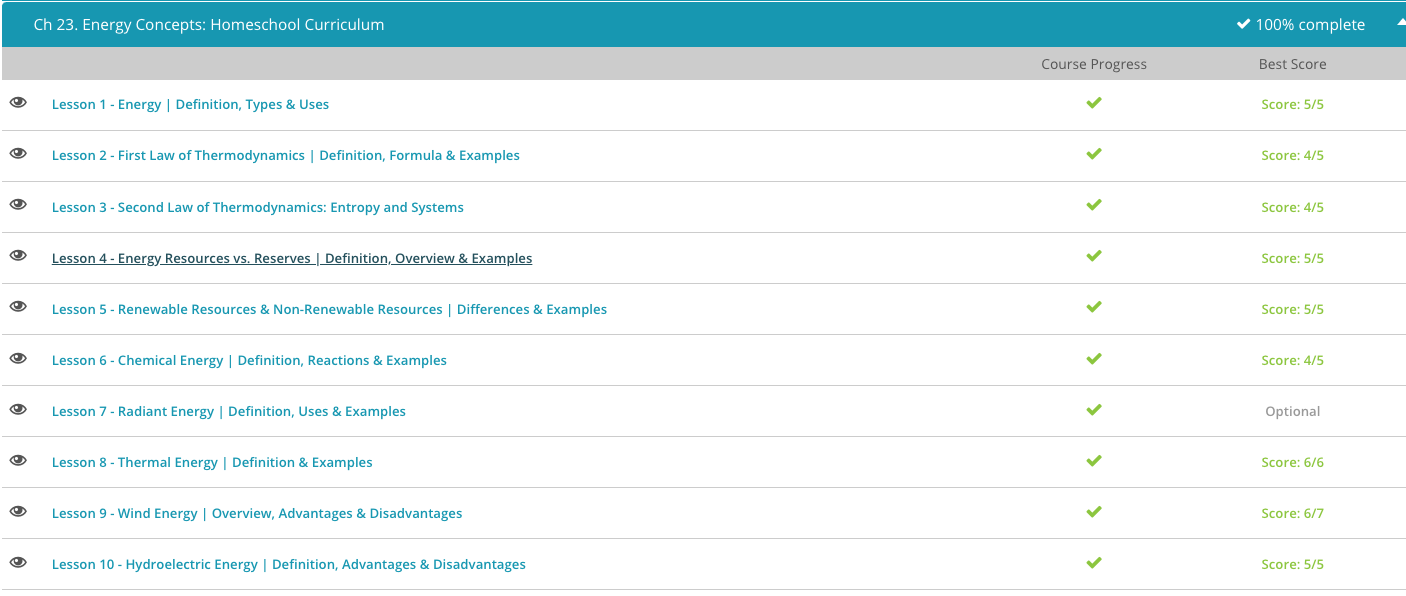 Ch 23. Energy Concepts: Homeschool Curriculum 100% complete
Course Progress Best Score
Lesson 1 - Energy | Definition, Types & Uses Score: 5/5
Lesson 2 - First Law of Thermodynamics | Definition, Formula & Examples Score: 4/5
Lesson 3 - Second Law of Thermodynamics: Entropy and Systems Score: 4/5
Lesson 4 - Energy Resources vs. Reserves | Definition, Overview & Examples Score: 5/5
Lesson 5 - Renewable Resources & Non-Renewable Resources | Differences & Examples Score: 5/5
Lesson 6 - Chemical Energy | Definition, Reactions & Examples Score: 4/5
Lesson 7 - Radiant Energy | Definition, Uses & Examples Optional
Lesson 8 - Thermal Energy | Definition & Examples Score: 6/6
Lesson 9 - Wind Energy | Overview, Advantages & Disadvantages Score: 6/7
Lesson 10 - Hydroelectric Energy | Definition, Advantages & Disadvantages Score: 5/5